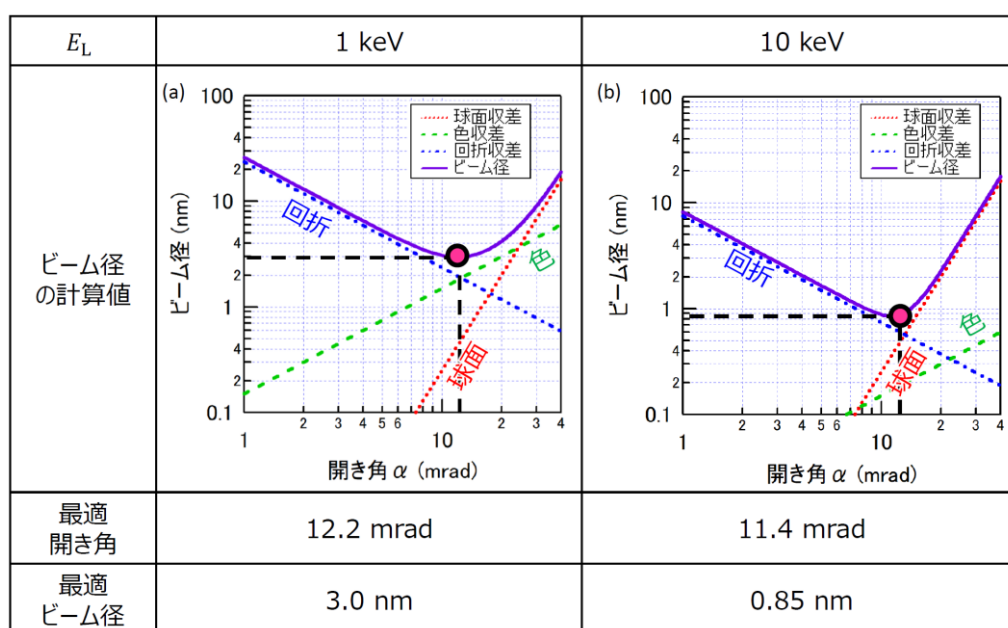 E_L
1 keV
10 keV
ビーム径
の計算値
(a)
100
4
2
10
4
2
1
4
2
0.1
ビーム径 (nm)
球面収差
色収差
回折収差
ビーム径
回折
色
球面
1
2
3
4
5
6
10
2
3
4
開き角 α (mrad)
(b)
100
4
2
10
4
2
1
4
2
0.1
ビーム径 (nm)
球面収差
色収差
回折収差
ビーム径
回折
色
球面
1
2
3
4
5
6
10
2
3
4
開き角 α (mrad)
最適
開き角
12.2 mrad
11.4 mrad
最適
ビーム径
3.0 nm
0.85 nm